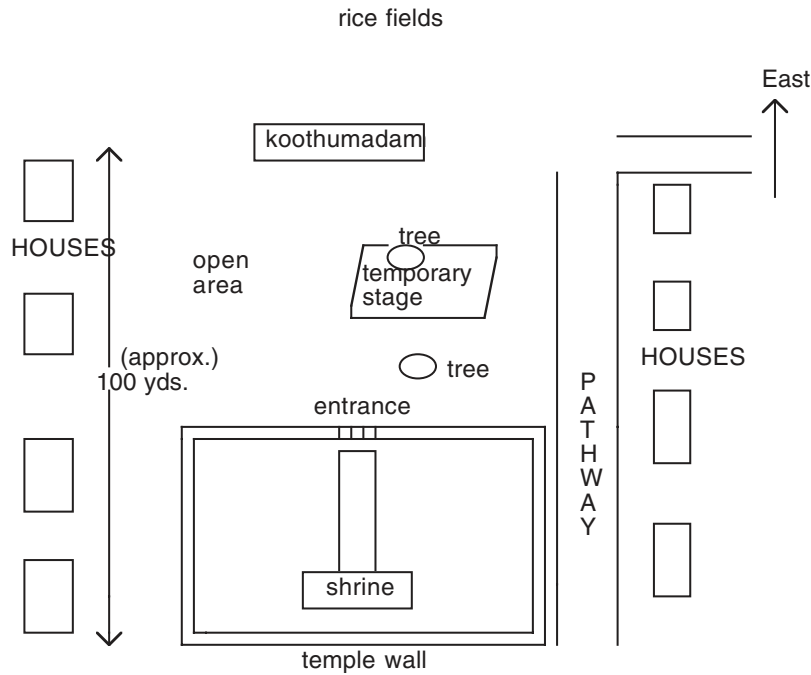 rice fields
East
koothumadam
HOUSES
tree
open
area
temporary
stage
(approx.)
100 yds.
tree
HOUSES
entrance
P
A
T
H
W
A
Y
shrine
temple wall